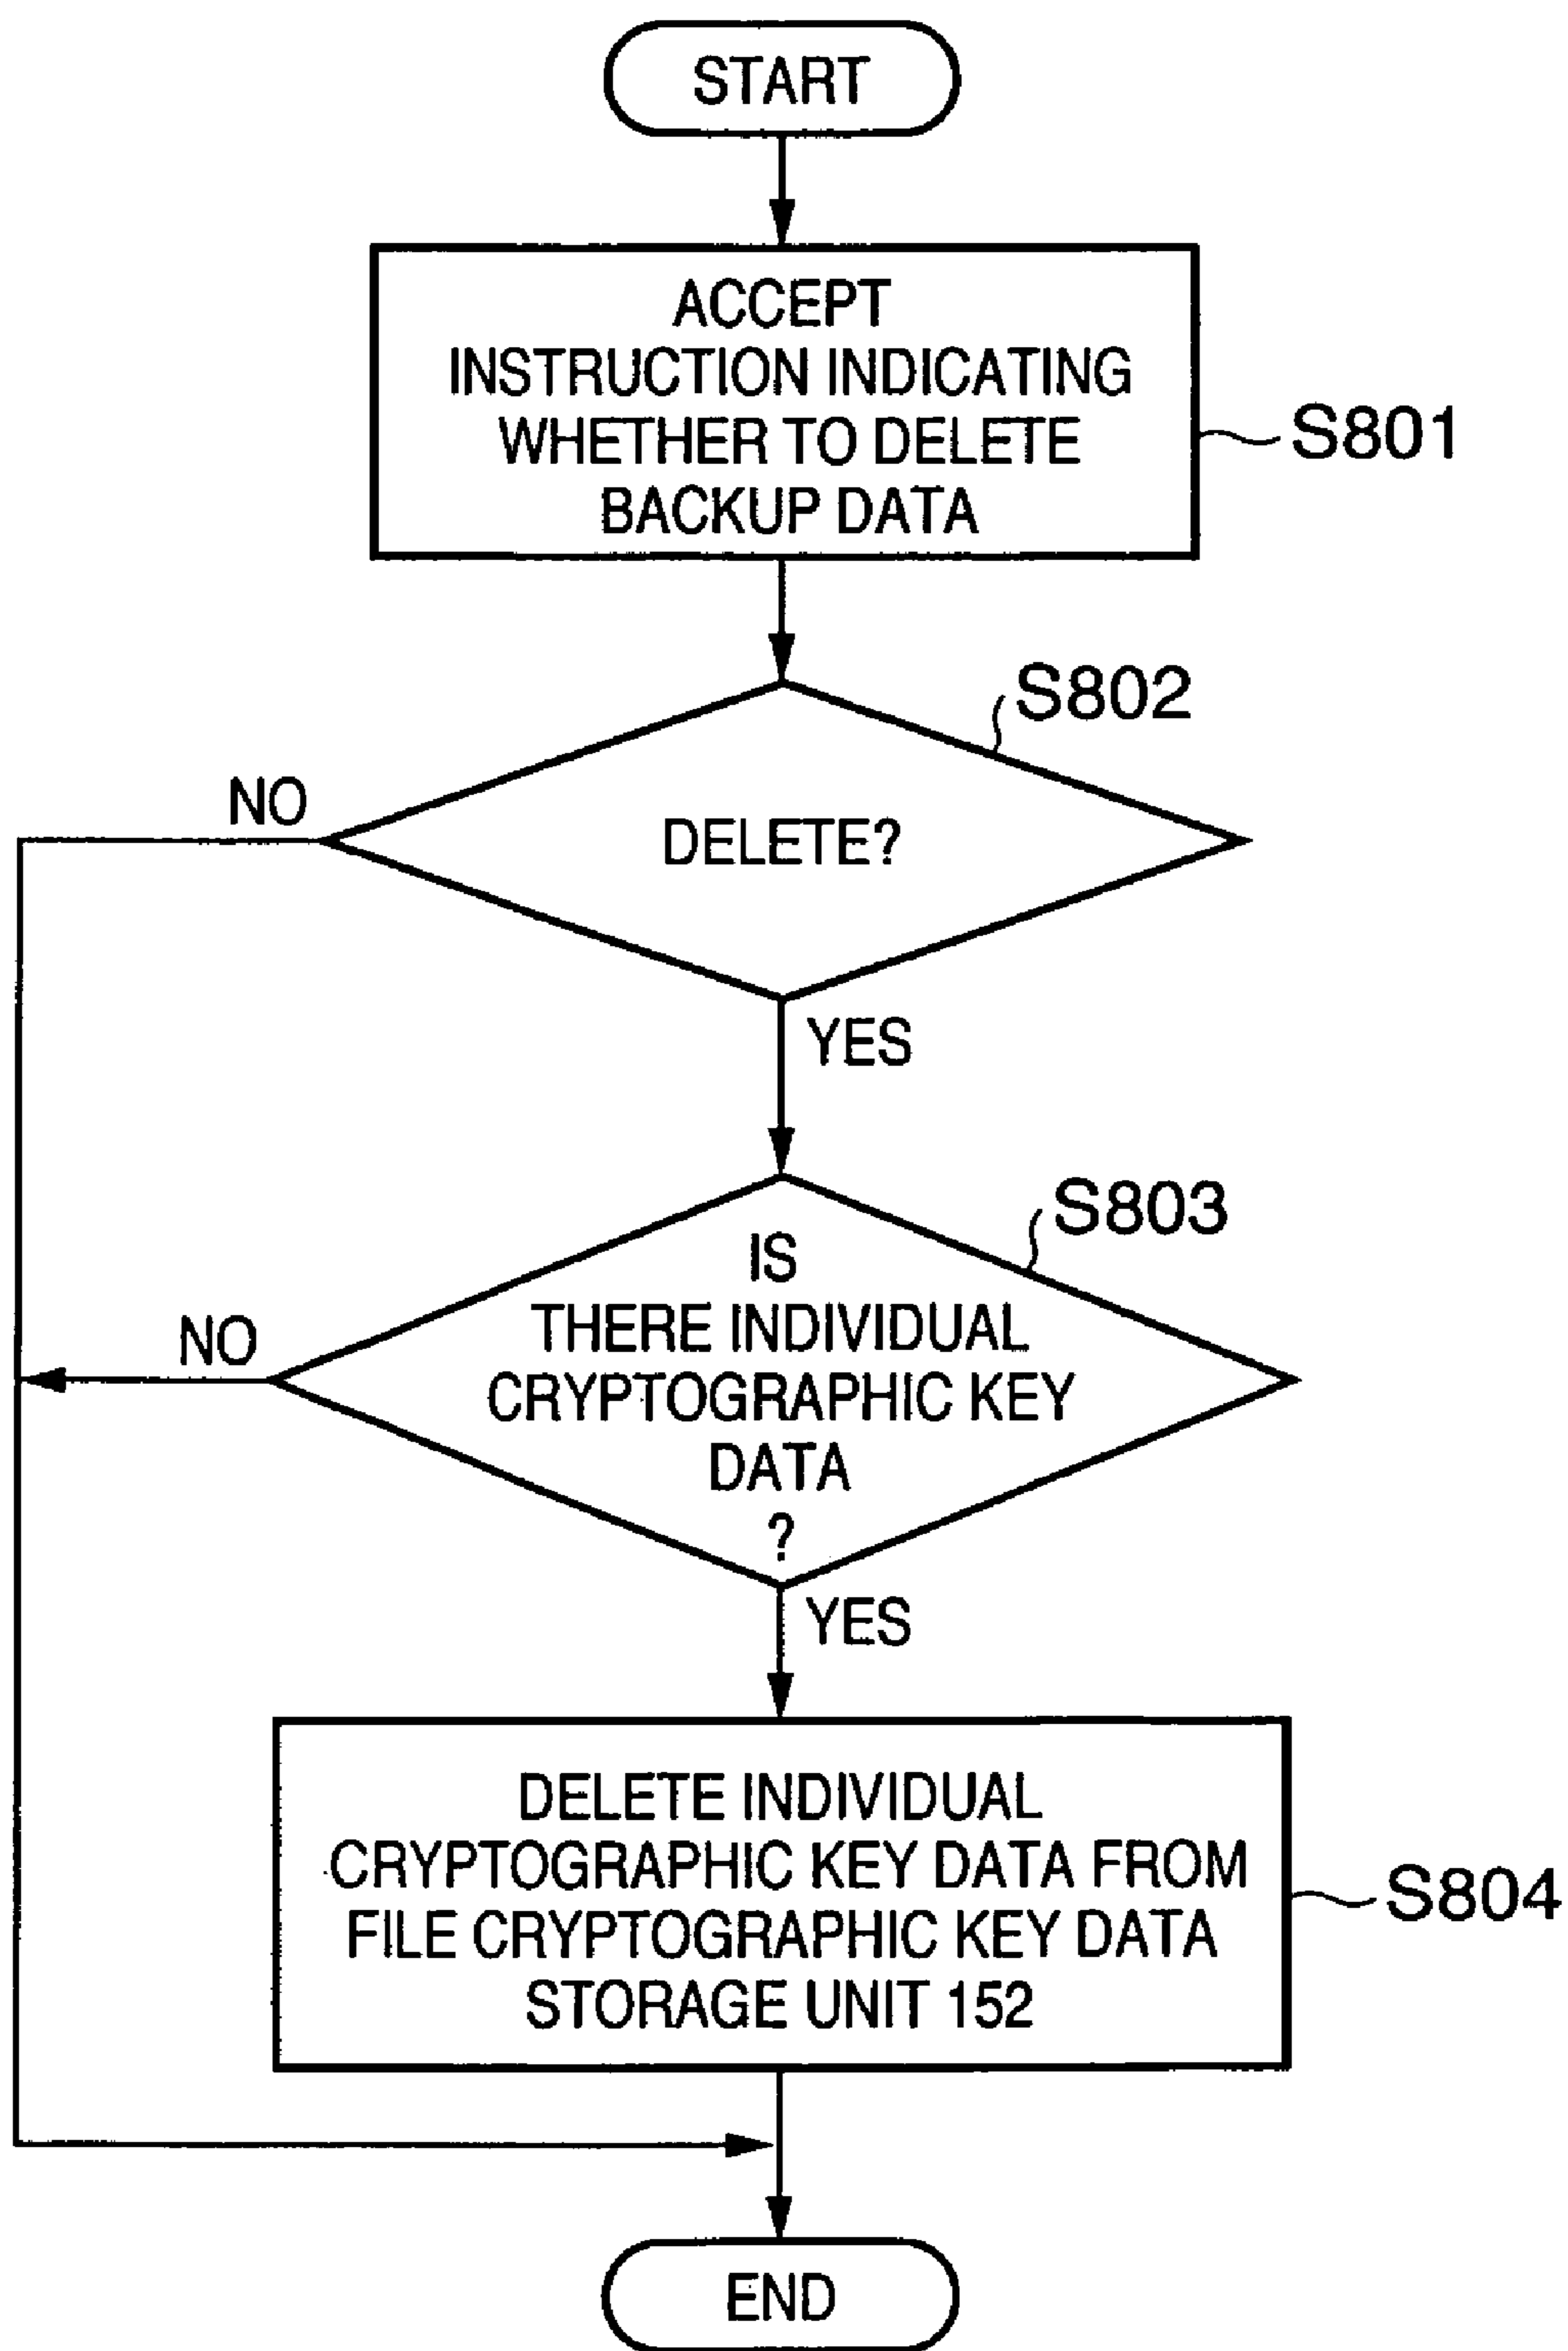 START
ACCEPT
INSTRUCTION INDICATING
WHETHER TO DELETE
BACKUP DATA
S801
S802
NO
DELETE?
YES
S803
IS
THERE INDIVIDUAL
CRYPTOGRAPHIC KEY
DATA
?
NO
YES
DELETE INDIVIDUAL
CRYPTOGRAPHIC KEY DATA FROM
FILE CRYPTOGRAPHIC KEY DATA
STORAGE UNIT 152
S804
END